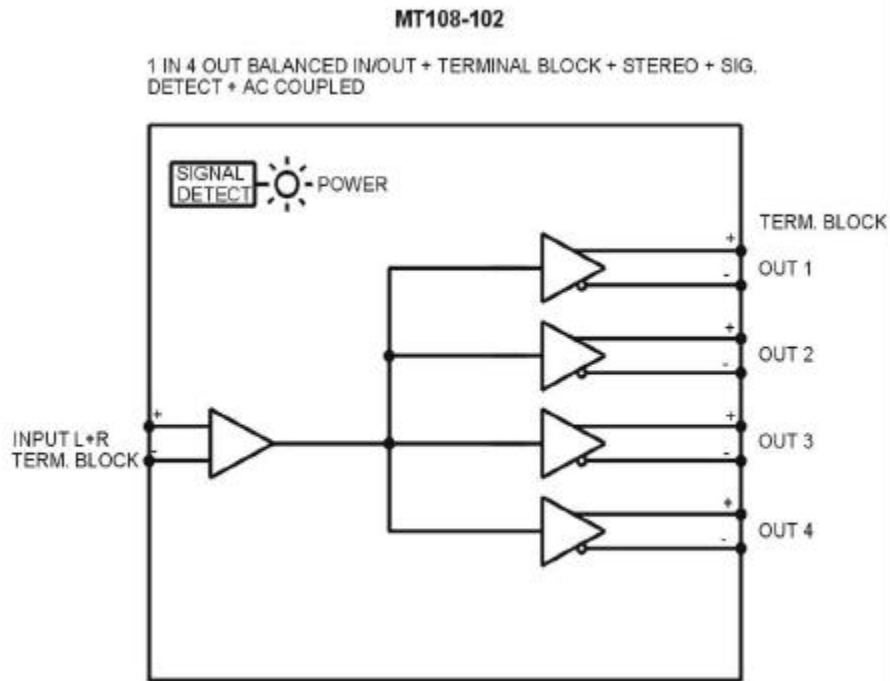 MT108-102
1 IN 4 OUT BALANCED IN/OUT + TERMINAL BLOCK + STEREO + SIG.
DETECT + AC COUPLED
SIGNAL
DETECT
POWER
TERM. BLOCK
+
OUT 1
-
+
OUT 2
-
+
INPUT L+R
-
TERM. BLOCK
+
OUT 3
-
+
OUT 4
-